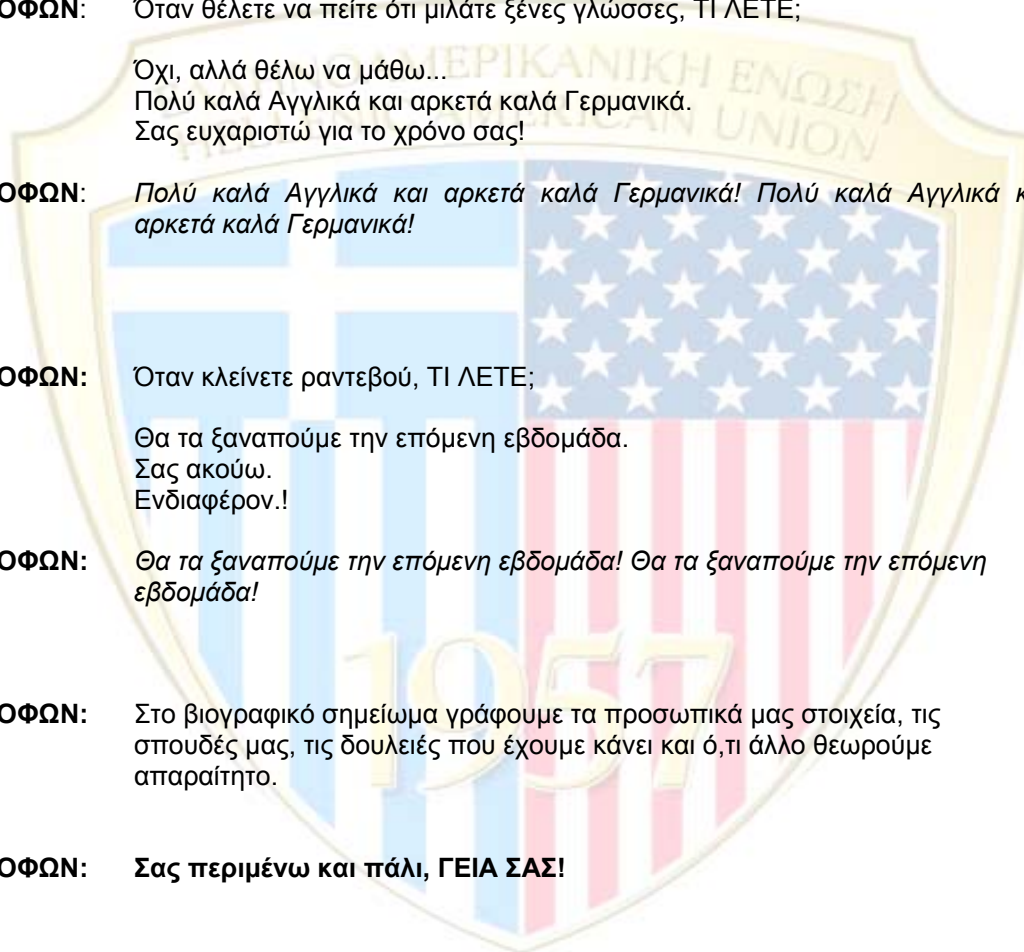 ΟΦΩΝ: Όταν θέλετε να πείτε ότι μιλάτε ξένες γλώσσες, ΤΙ ΛΕΤΕ;
Όχι, αλλά θέλω να μάθω...
Πολύ καλά Αγγλικά και αρκετά καλά Γερμανικά.
Σας ευχαριστώ για το χρόνο σας!
ΟΦΩΝ: Πολύ καλά Αγγλικά και αρκετά καλά Γερμανικά! Πολύ καλά Αγγλικά κ
αρκετά καλά Γερμανικά!
ΟΦΩΝ: Όταν κλείνετε ραντεβού, ΤΙ ΛΕΤΕ;
Θα τα ξαναπούμε την επόμενη εβδομάδα.
Σας ακούω.
Ενδιαφέρον.!
ΟΦΩΝ: Θα τα ξαναπούμε την επόμενη εβδομάδα! Θα τα ξαναπούμε την επόμενη
εβδομάδα!
1957
ΟΦΩΝ: Στο βιογραφικό σημείωμα γράφουμε τα προσωπικά μας στοιχεία, τις
σπουδές μας, τις δουλειές που έχουμε κάνει και ό,τι άλλο θεωρούμε
απαραίτητο.
ΟΦΩΝ: Σας περιμένω και πάλι, ΓΕΙΑ ΣΑΣ!